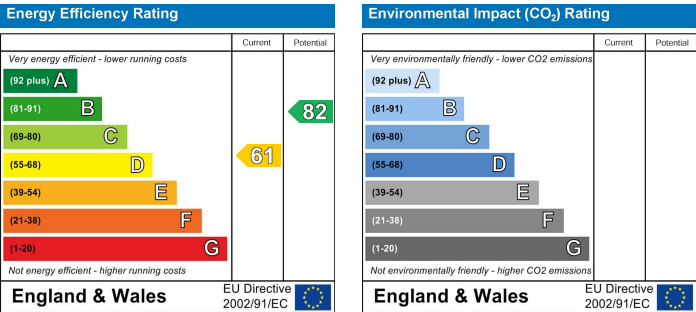 Energy Efficiency Rating
Current Potential
Very energy efficient - lower running costs
(92 plus) A
(81-91) B
(69-80) C
(55-68) D
(39-54) E
(21-38) F
(1-20) G
61
82
Not energy efficient - higher running costs
England & Wales
EU Directive
2002/91/EC
Environmental Impact (CO₂) Rating
Current Potential
Very environmentally friendly - lower CO2 emissions
(92 plus) A
(81-91) B
(69-80) C
(55-68) D
(39-54) E
(21-38) F
(1-20) G
Not environmentally friendly - higher CO2 emissions
England & Wales
EU Directive
2002/91/EC